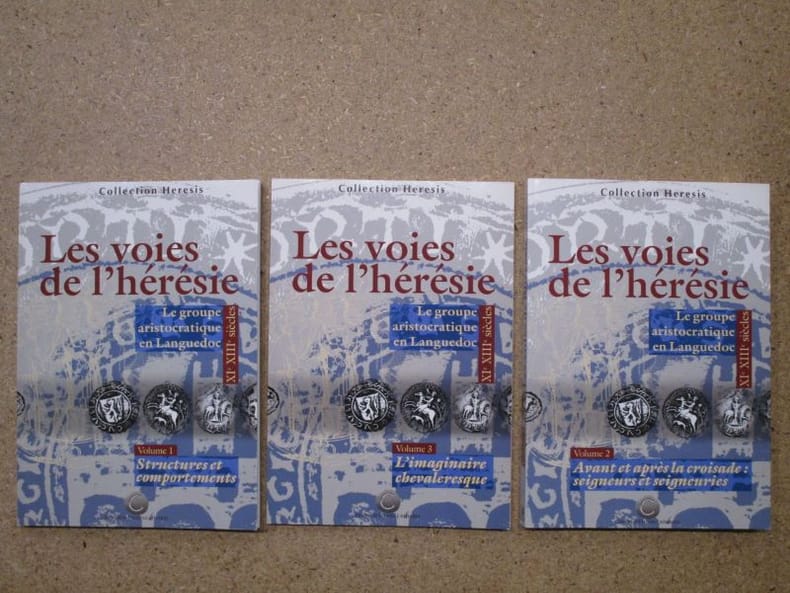 Collection Heresis
Les voies
de l'hérésie
Le groupe
aristocratique
en Languedoc
XIᵉ XIIIᵉ siècles
Volume 1
Structures et
comportements
Collection Heresis
Les voies
de l'hérésie
Le groupe
aristocratique
en Languedoc
XIᵉ XIIIᵉ siècles
Volume 3
L'imaginaire
chevaleresque
Collection Heresis
Les voies
de l'hérésie
Le groupe
aristocratique
en Languedoc
XIᵉ XIIIᵉ siècles
Volume 2
Avant et après la croisade :
seigneurs et seigneuries